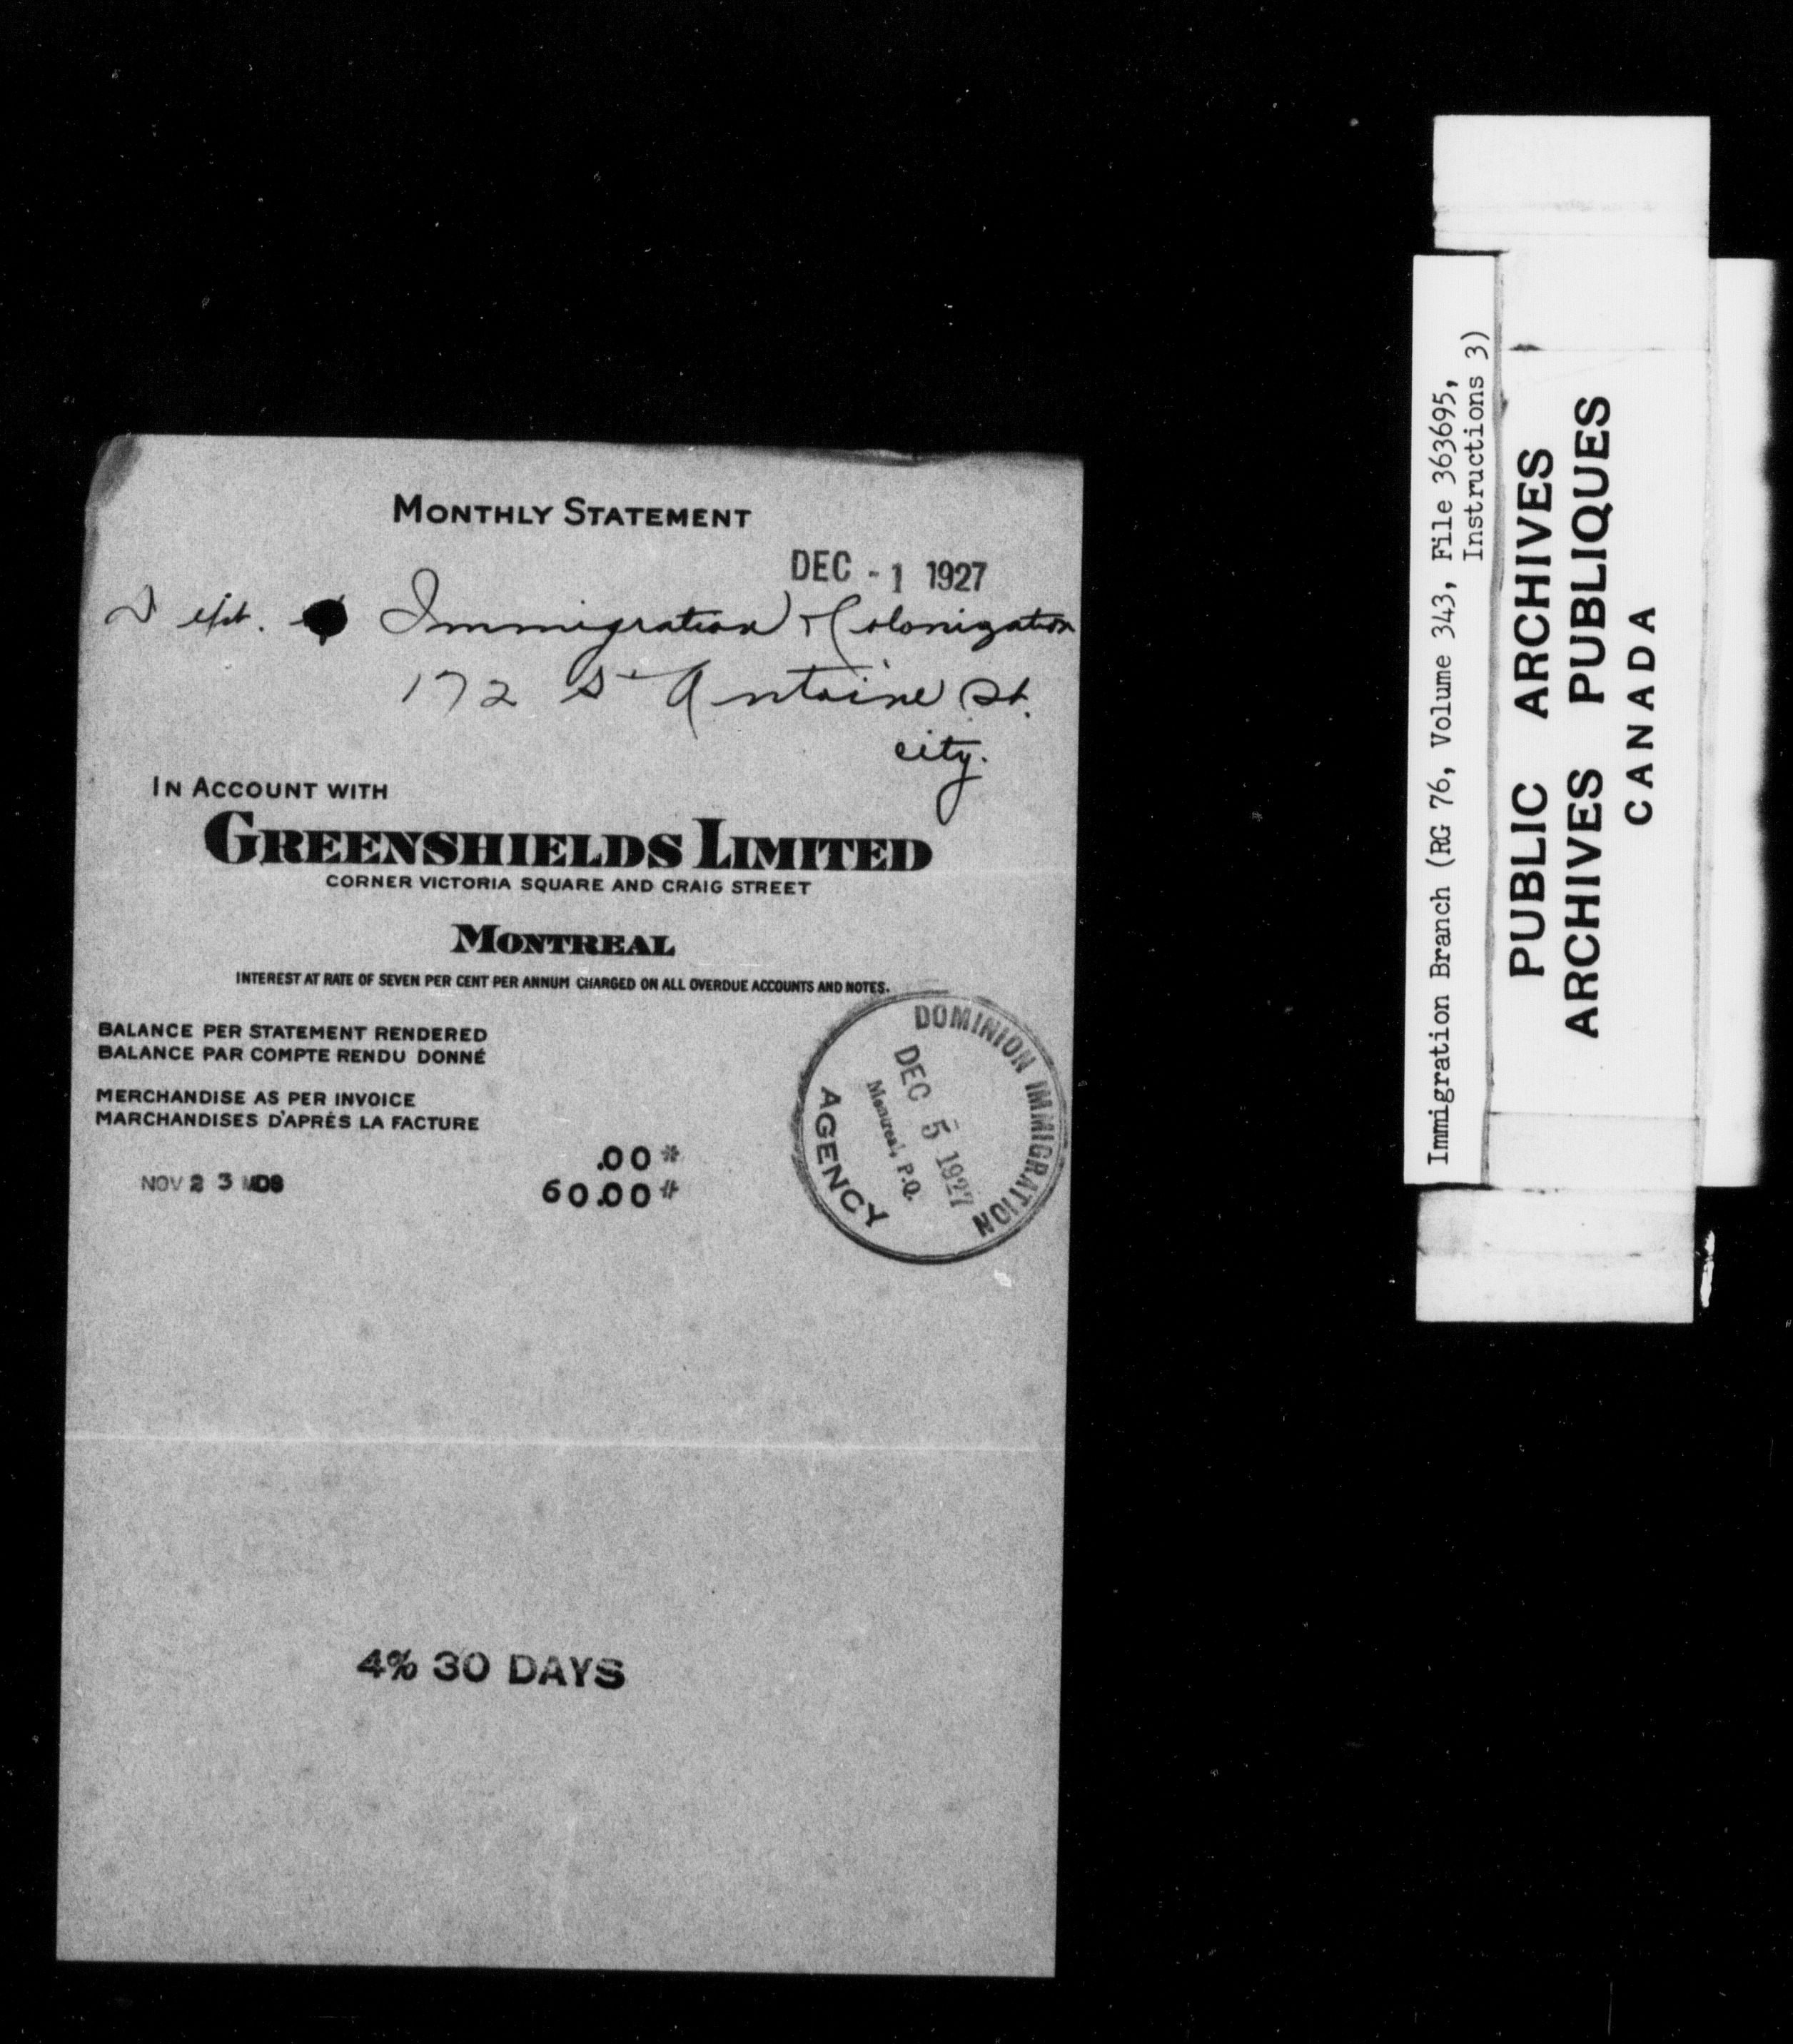 MONTHLY STATEMENT
DEC - 1 1927
Dept. Immigration & Colonization
172 St Antoine St.
city.
IN ACCOUNT WITH
GREENSHIELDS LIMITED
CORNER VICTORIA SQUARE AND CRAIG STREET
MONTREAL
INTEREST AT RATE OF SEVEN PER CENT PER ANNUM CHARGED ON ALL OVERDUE ACCOUNTS AND NOTES.
BALANCE PER STATEMENT RENDERED
BALANCE PAR COMPTE RENDU DONNÉ
MERCHANDISE AS PER INVOICE
MARCHANDISES D'APRÈS LA FACTURE
.00 *
NOV 23 MDS 60.00 #
DOMINION IMMIGRATION
DEC 5 1927
Montreal, P.Q.
AGENCY
4% 30 DAYS
Immigration Branch (RG 76, Volume 343, File 363695,
Instructions 3)
PUBLIC ARCHIVES
ARCHIVES PUBLIQUES
CANADA